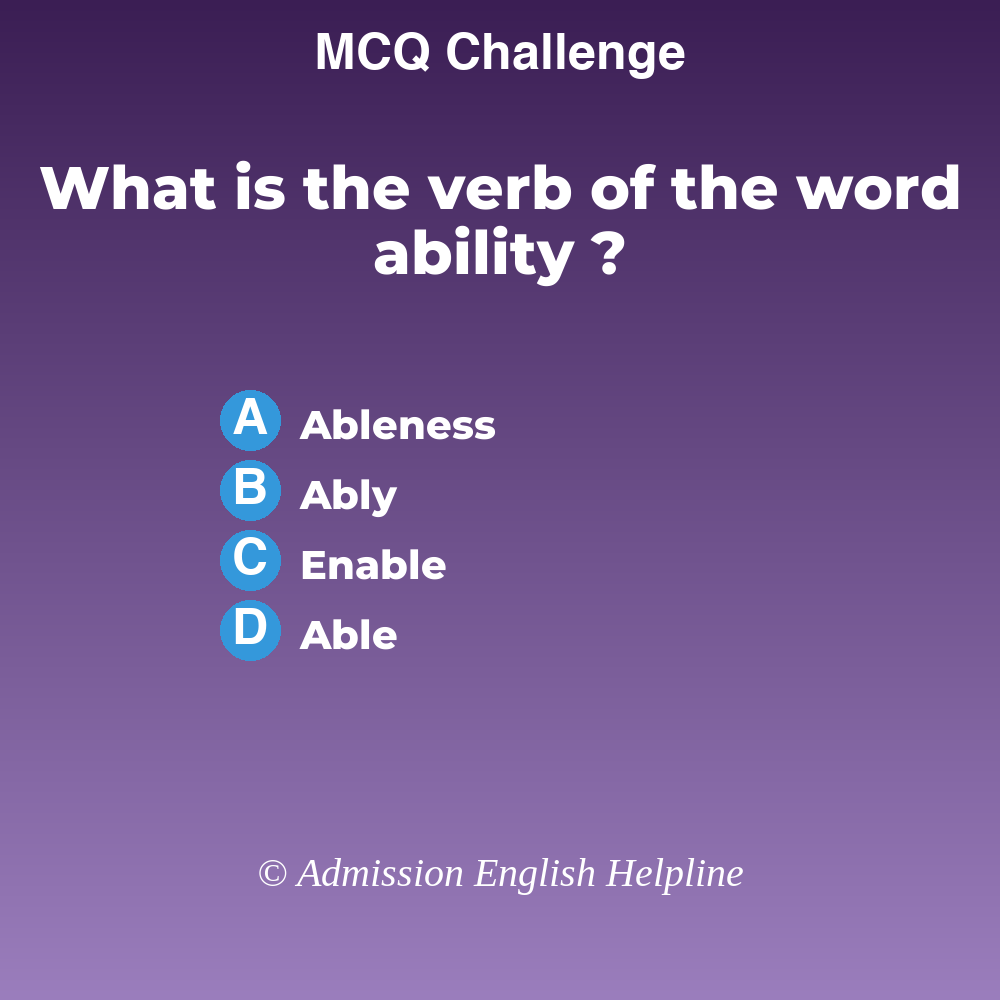 MCQ Challenge
What is the verb of the word
ability ?
A Ableness
B Ably
C Enable
D Able
© Admission English Helpline